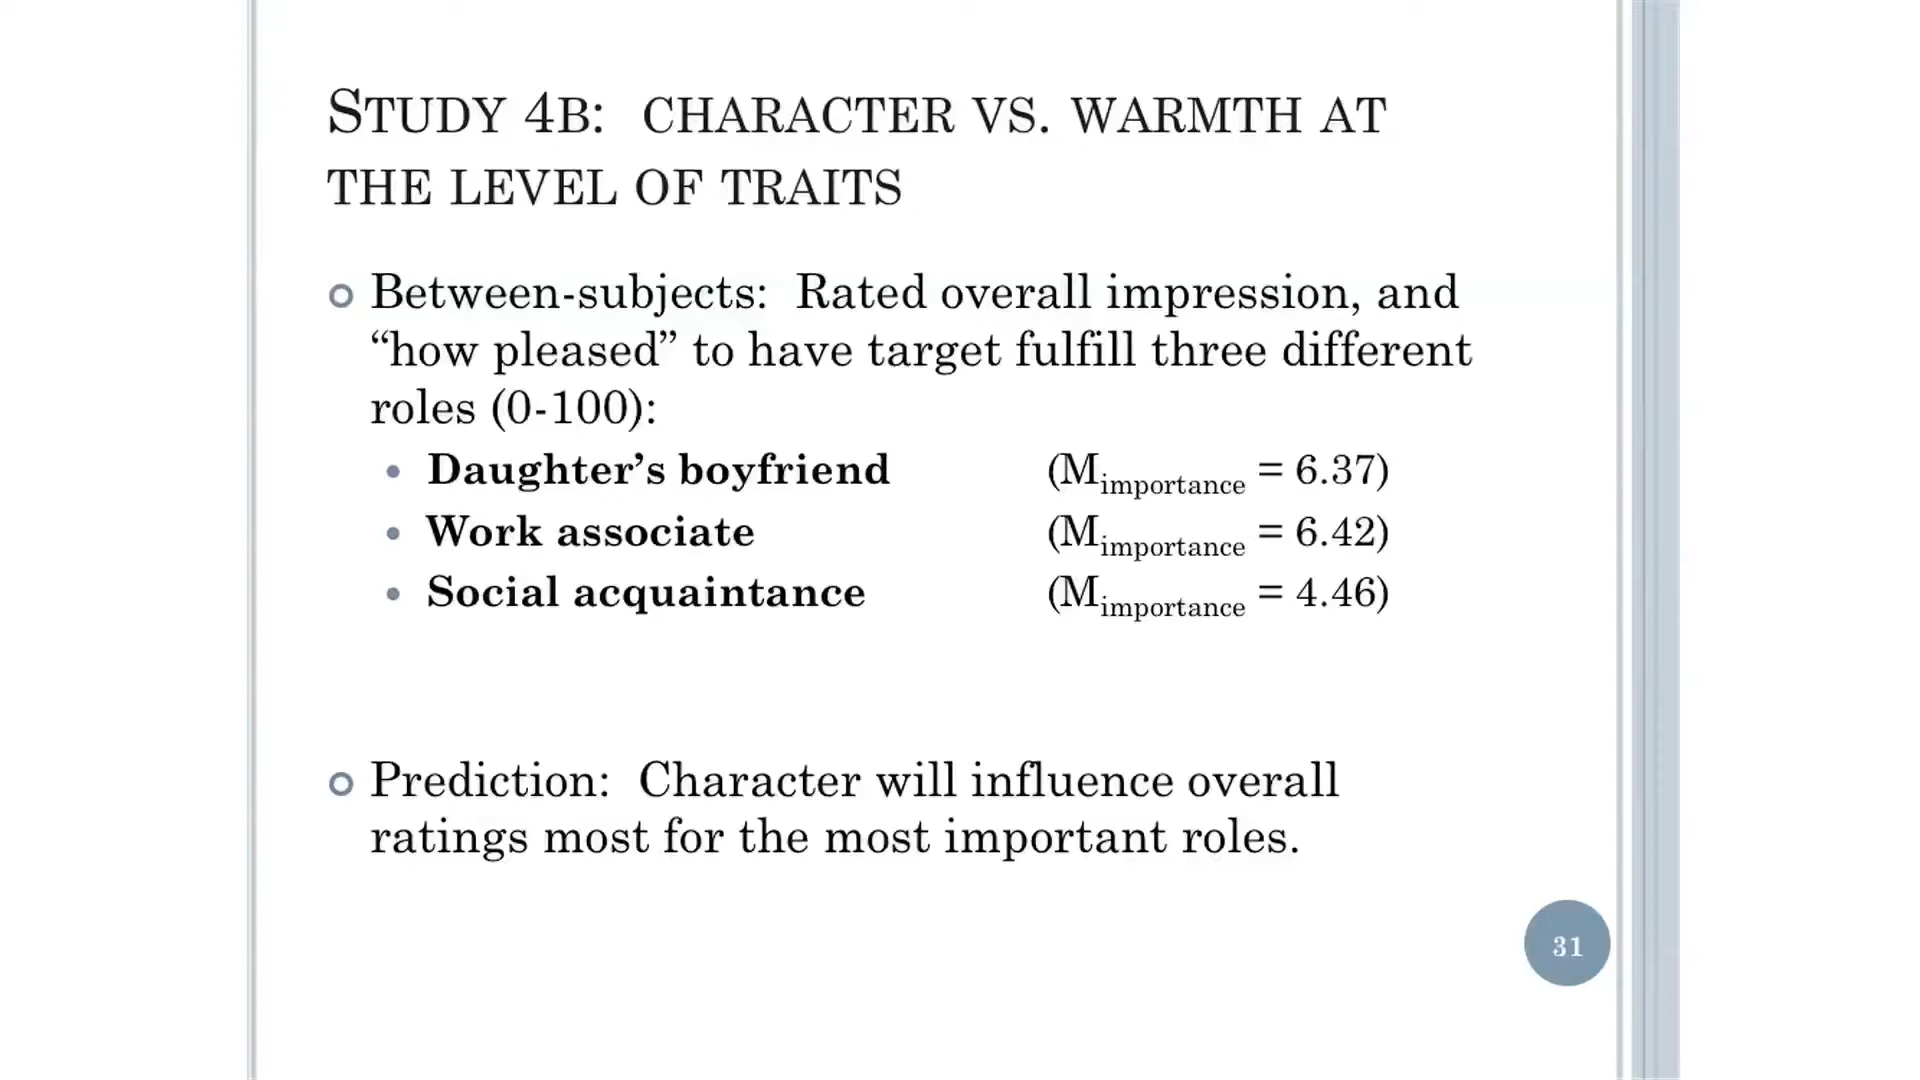 STUDY 4B: CHARACTER VS. WARMTH AT
THE LEVEL OF TRAITS
Between-subjects: Rated overall impression, and
“how pleased” to have target fulfill three different
roles (0-100):
Daughter’s boyfriend (Mimportance = 6.37)
Work associate (Mimportance = 6.42)
Social acquaintance (Mimportance = 4.46)
Prediction: Character will influence overall
ratings most for the most important roles.
31